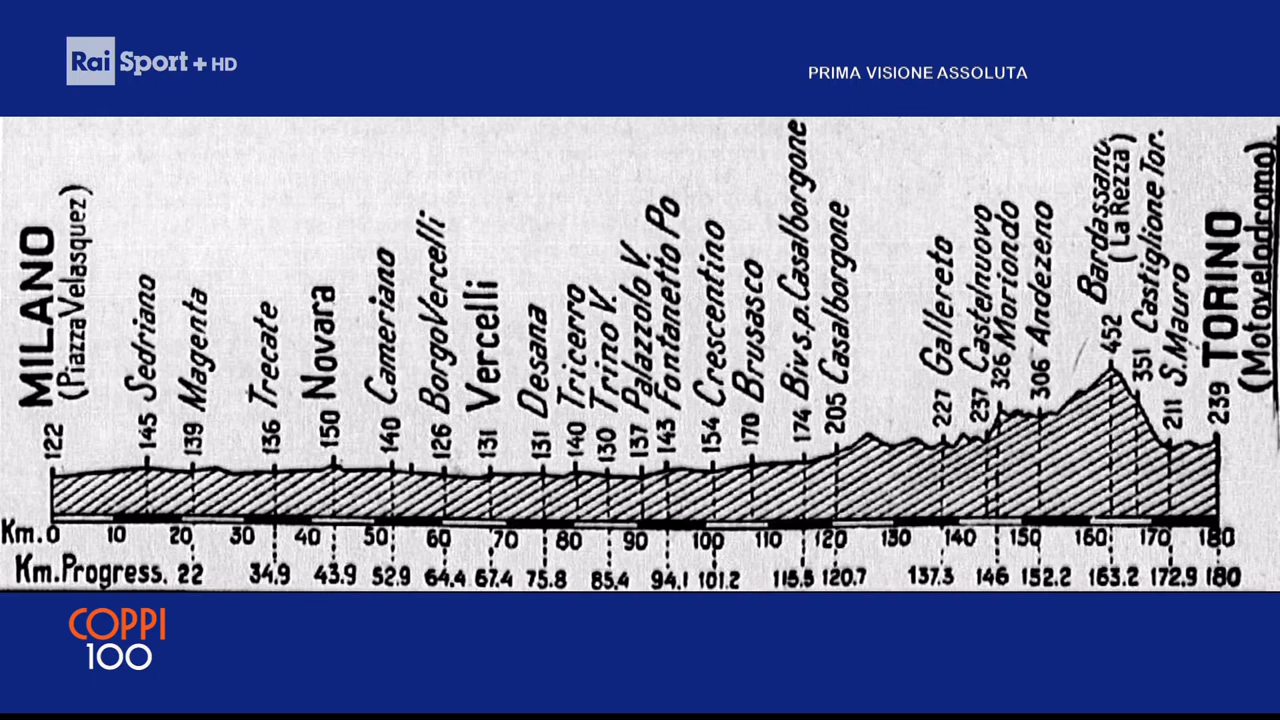 Rai Sport + HD
PRIMA VISIONE ASSOLUTA
122 MILANO
(Piazza Velasquez)
145 Sedriano
139 Magenta
136 Trecate
150 Novara
140 Cameriano
126 BorgoVercelli
131 Vercelli
131 Desana
140 Tricerro
130 Trino V.
137 Palazzolo V.
143 Fontanetto Po
154 Crescentino
170 Brusasco
174 Biv s.p. Casalborgone
205 Casalborgone
227 Gallereto
237 Castelnuovo
326 Moriondo
306 Andezeno
452 Bardassano
(La Rezza)
351 Castiglione Tor.
211 S. Mauro
239 TORINO
(Motovelodromo)
Km. 0 10 20 30 40 50 60 70 80 90 100 110 120 130 140 150 160 170 180
Km. Progress. 22 34.9 43.9 52.9 64.4 67.4 75.8 85.4 94.1 101.2 115.5 120.7 137.3 146 152.2 163.2 172.9 180
COPPI
100